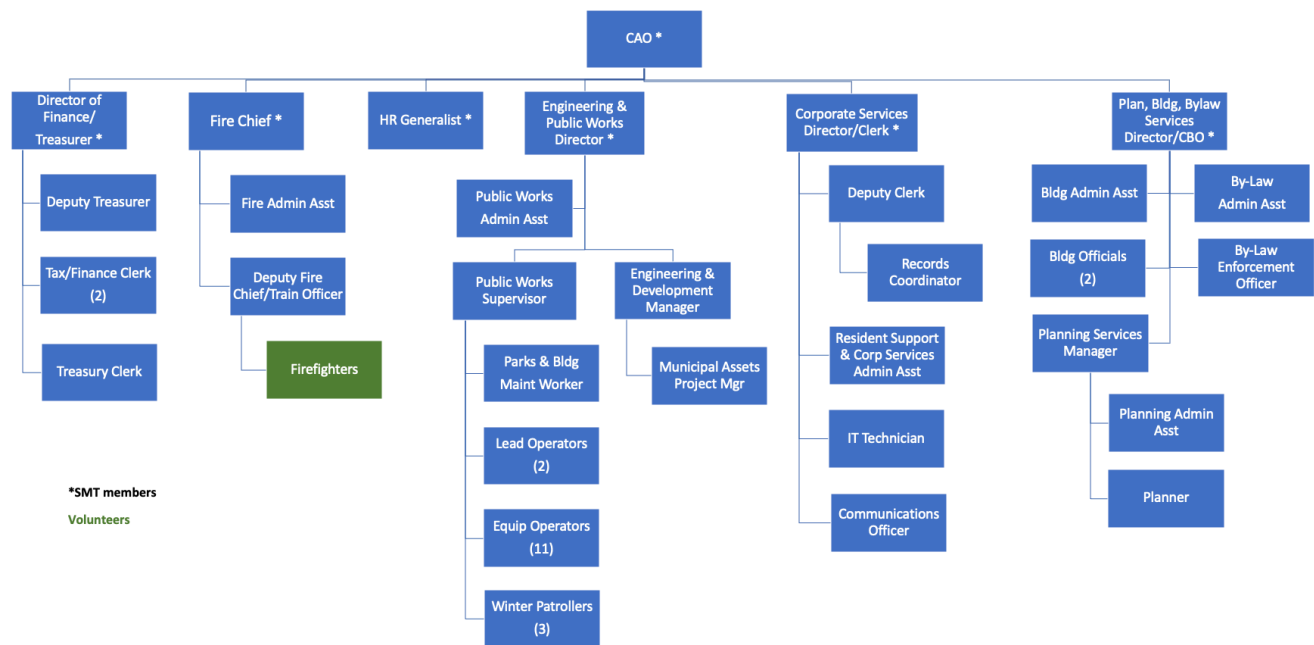 CAO *
Director of
Finance/
Treasurer *
Fire Chief *
HR Generalist *
Engineering &
Public Works
Director *
Corporate Services
Director/Clerk *
Plan, Bldg, Bylaw
Services
Director/CBO *
Deputy Treasurer
Tax/Finance Clerk
(2)
Treasury Clerk
Fire Admin Asst
Deputy Fire
Chief/Train Officer
Firefighters
Public Works
Admin Asst
Public Works
Supervisor
Engineering &
Development
Manager
Parks & Bldg
Maint Worker
Municipal Assets
Project Mgr
Lead Operators
(2)
Equip Operators
(11)
Winter Patrollers
(3)
Deputy Clerk
Records
Coordinator
Resident Support
& Corp Services
Admin Asst
IT Technician
Communications
Officer
Bldg Admin Asst
By-Law
Admin Asst
Bldg Officials
(2)
By-Law
Enforcement
Officer
Planning Services
Manager
Planning Admin
Asst
Planner
*SMT members
Volunteers